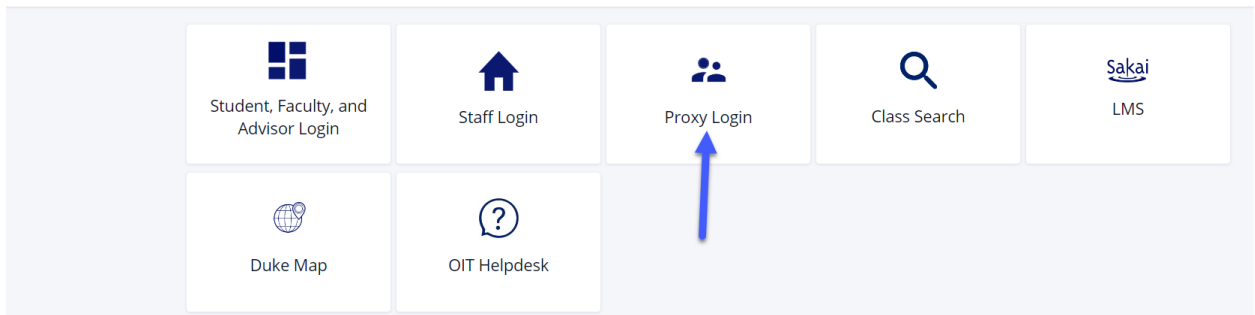 Student, Faculty, and
Advisor Login
Staff Login
Proxy Login
Class Search
Sakai
LMS
Duke Map
?
OIT Helpdesk